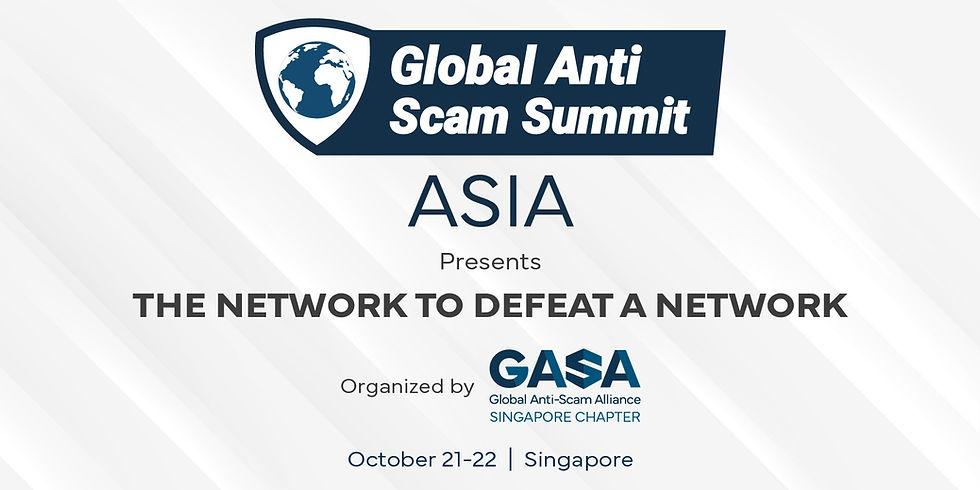 Global Anti
Scam Summit
ASIA
Presents
THE NETWORK TO DEFEAT A NETWORK
Organized by
GASA
Global Anti-Scam Alliance
SINGAPORE CHAPTER
October 21-22 | Singapore